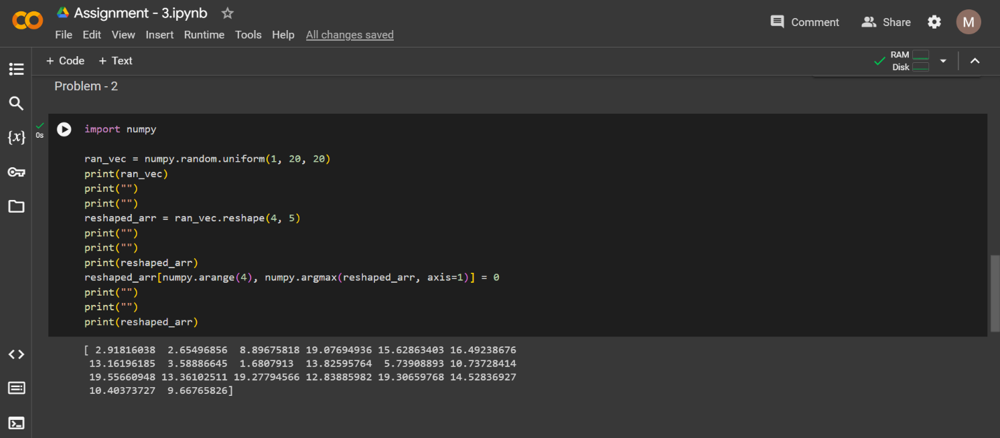 Assignment - 3.ipynb
Comment
Share
M
File Edit View Insert Runtime Tools Help All changes saved
+ Code + Text
RAM
Disk
Problem - 2
{x}
0s
import numpy
ran_vec = numpy.random.uniform(1, 20, 20)
print(ran_vec)
print("")
print("")
reshaped_arr = ran_vec.reshape(4, 5)
print("")
print("")
print(reshaped_arr)
reshaped_arr[numpy.arange(4), numpy.argmax(reshaped_arr, axis=1)] = 0
print("")
print("")
print(reshaped_arr)
[ 2.91816038 2.65496856 8.89675818 19.07694936 15.62863403 16.49238676
13.16196185 3.58886645 1.6807913 13.82595764 5.73908893 10.73728414
19.55660948 13.36102511 19.27794566 12.83885982 19.30659768 14.52836927
10.40373727 9.66765826]